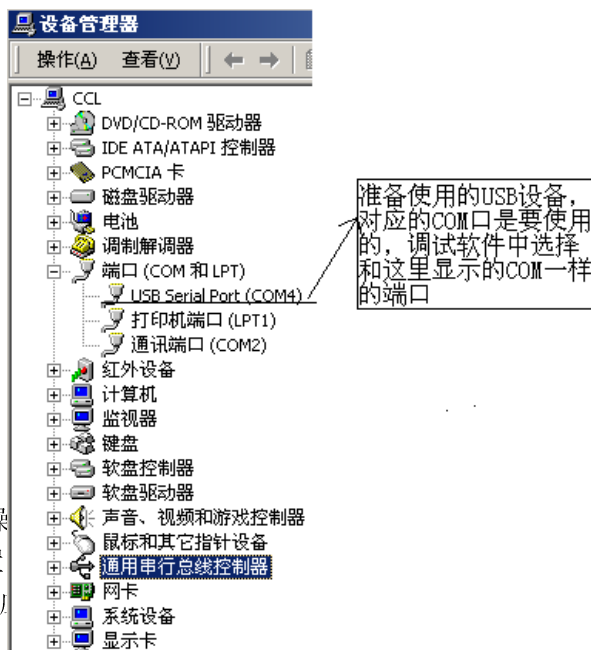 设备管理器
操作(A) 查看(V)
CCL
DVD/CD-ROM 驱动器
IDE ATA/ATAPI 控制器
PCMCIA 卡
磁盘驱动器
电池
调制解调器
端口 (COM 和 LPT)
USB Serial Port (COM4)
打印机端口 (LPT1)
通讯端口 (COM2)
红外设备
计算机
监视器
键盘
软盘控制器
软盘驱动器
声音、视频和游戏控制器
鼠标和其它指针设备
通用串行总线控制器
网卡
系统设备
显示卡
准备使用的USB设备，
对应的COM口是要使用
的，调试软件中选择
和这里显示的COM一样
的端口